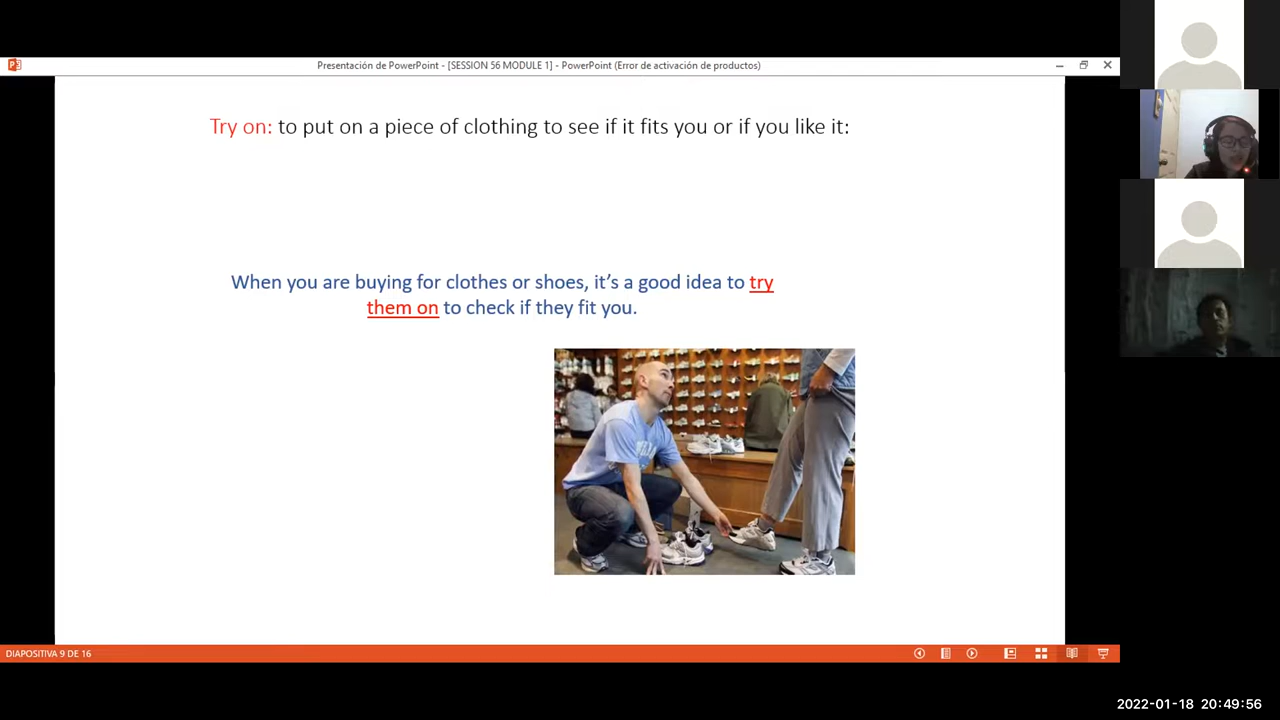 Presentación de PowerPoint - [SESSION 56 MODULE 1] - PowerPoint (Error de activación de productos)
Try on: to put on a piece of clothing to see if it fits you or if you like it:
When you are buying for clothes or shoes, it’s a good idea to try
them on to check if they fit you.
DIAPOSITIVA 9 DE 16
2022-01-18 20:49:56